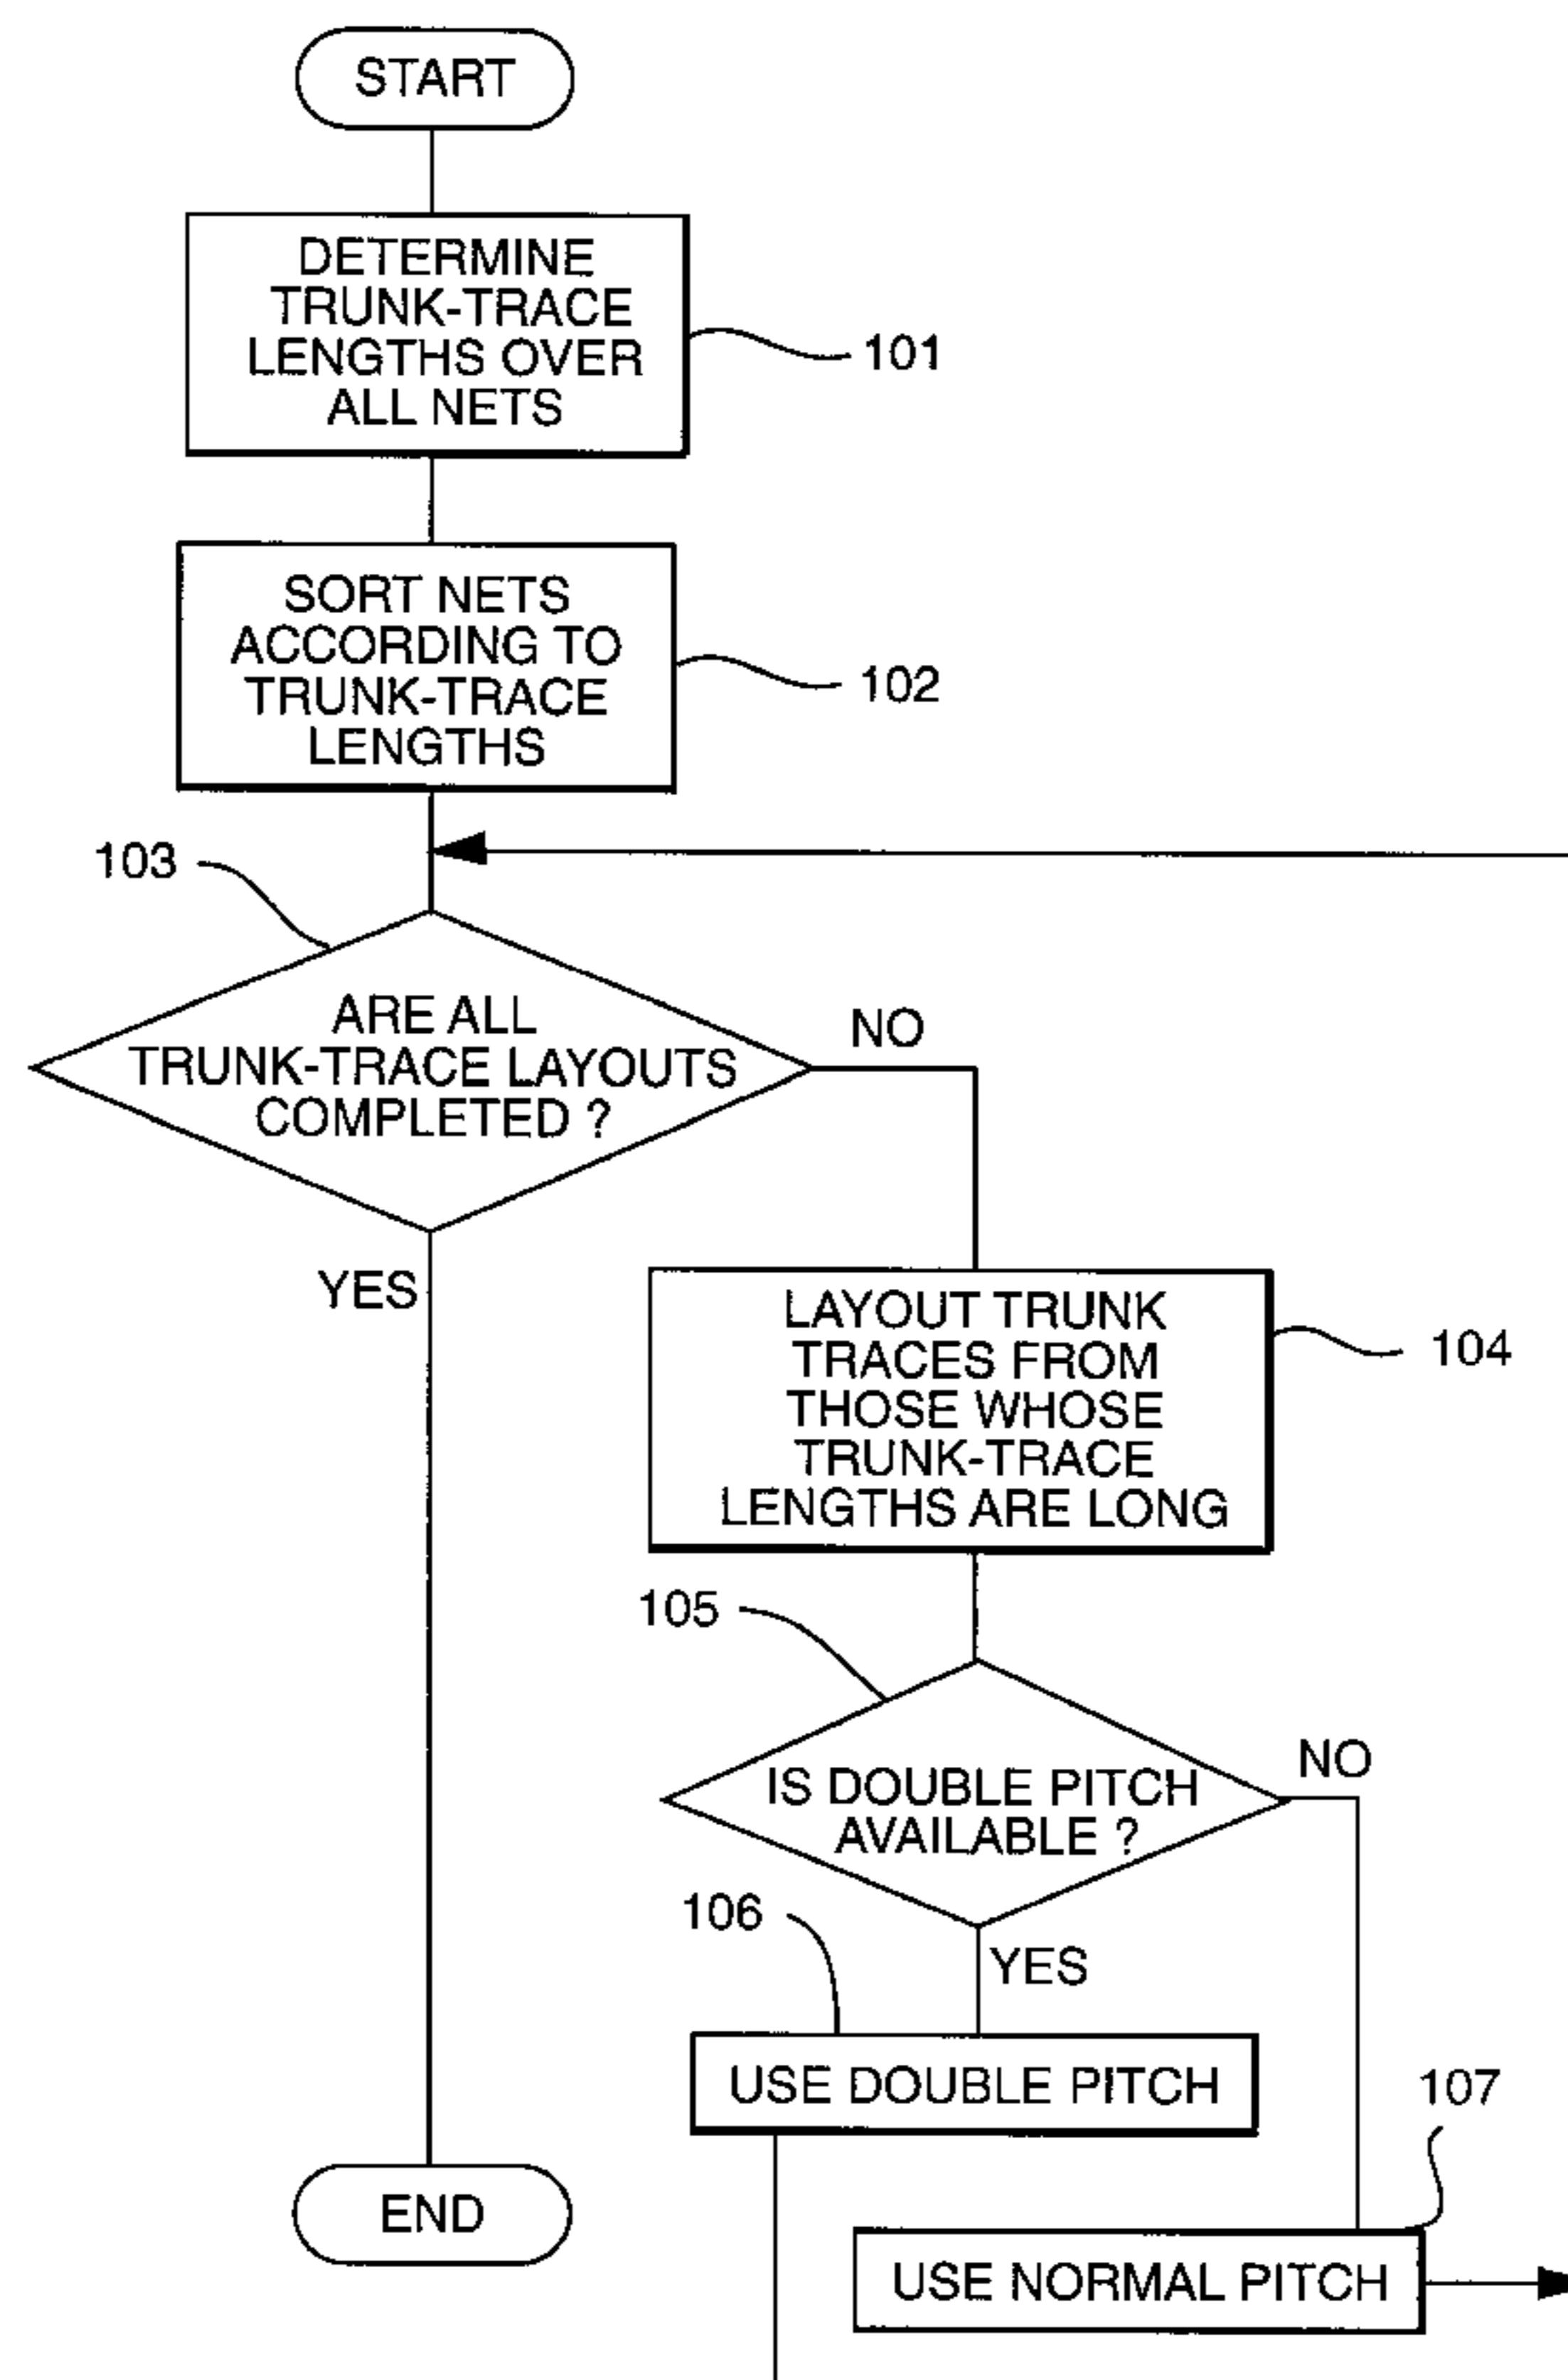 START
DETERMINE
TRUNK-TRACE
LENGTHS OVER
ALL NETS
101
SORT NETS
ACCORDING TO
TRUNK-TRACE
LENGTHS
102
103
ARE ALL
TRUNK-TRACE LAYOUTS
COMPLETED ?
NO
YES
LAYOUT TRUNK
TRACES FROM
THOSE WHOSE
TRUNK-TRACE
LENGTHS ARE LONG
104
105
IS DOUBLE PITCH
AVAILABLE ?
NO
106
YES
USE DOUBLE PITCH
107
END
USE NORMAL PITCH